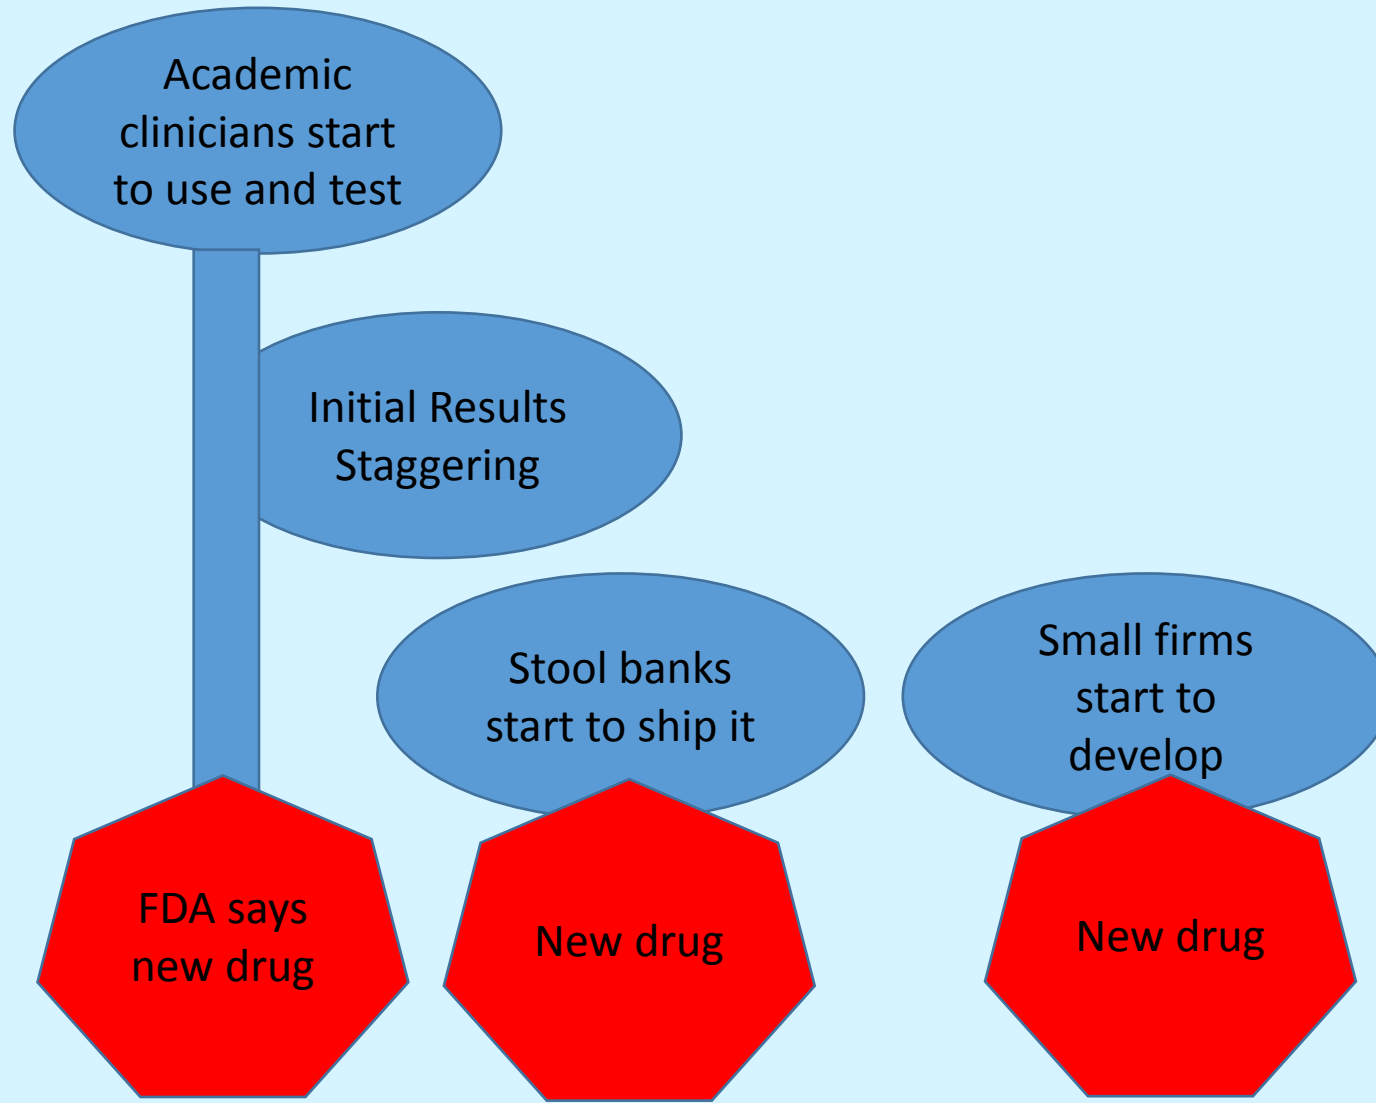 Academic
clinicians start
to use and test
Initial Results
Staggering
Stool banks
start to ship it
Small firms
start to
develop
FDA says
new drug
New drug
New drug